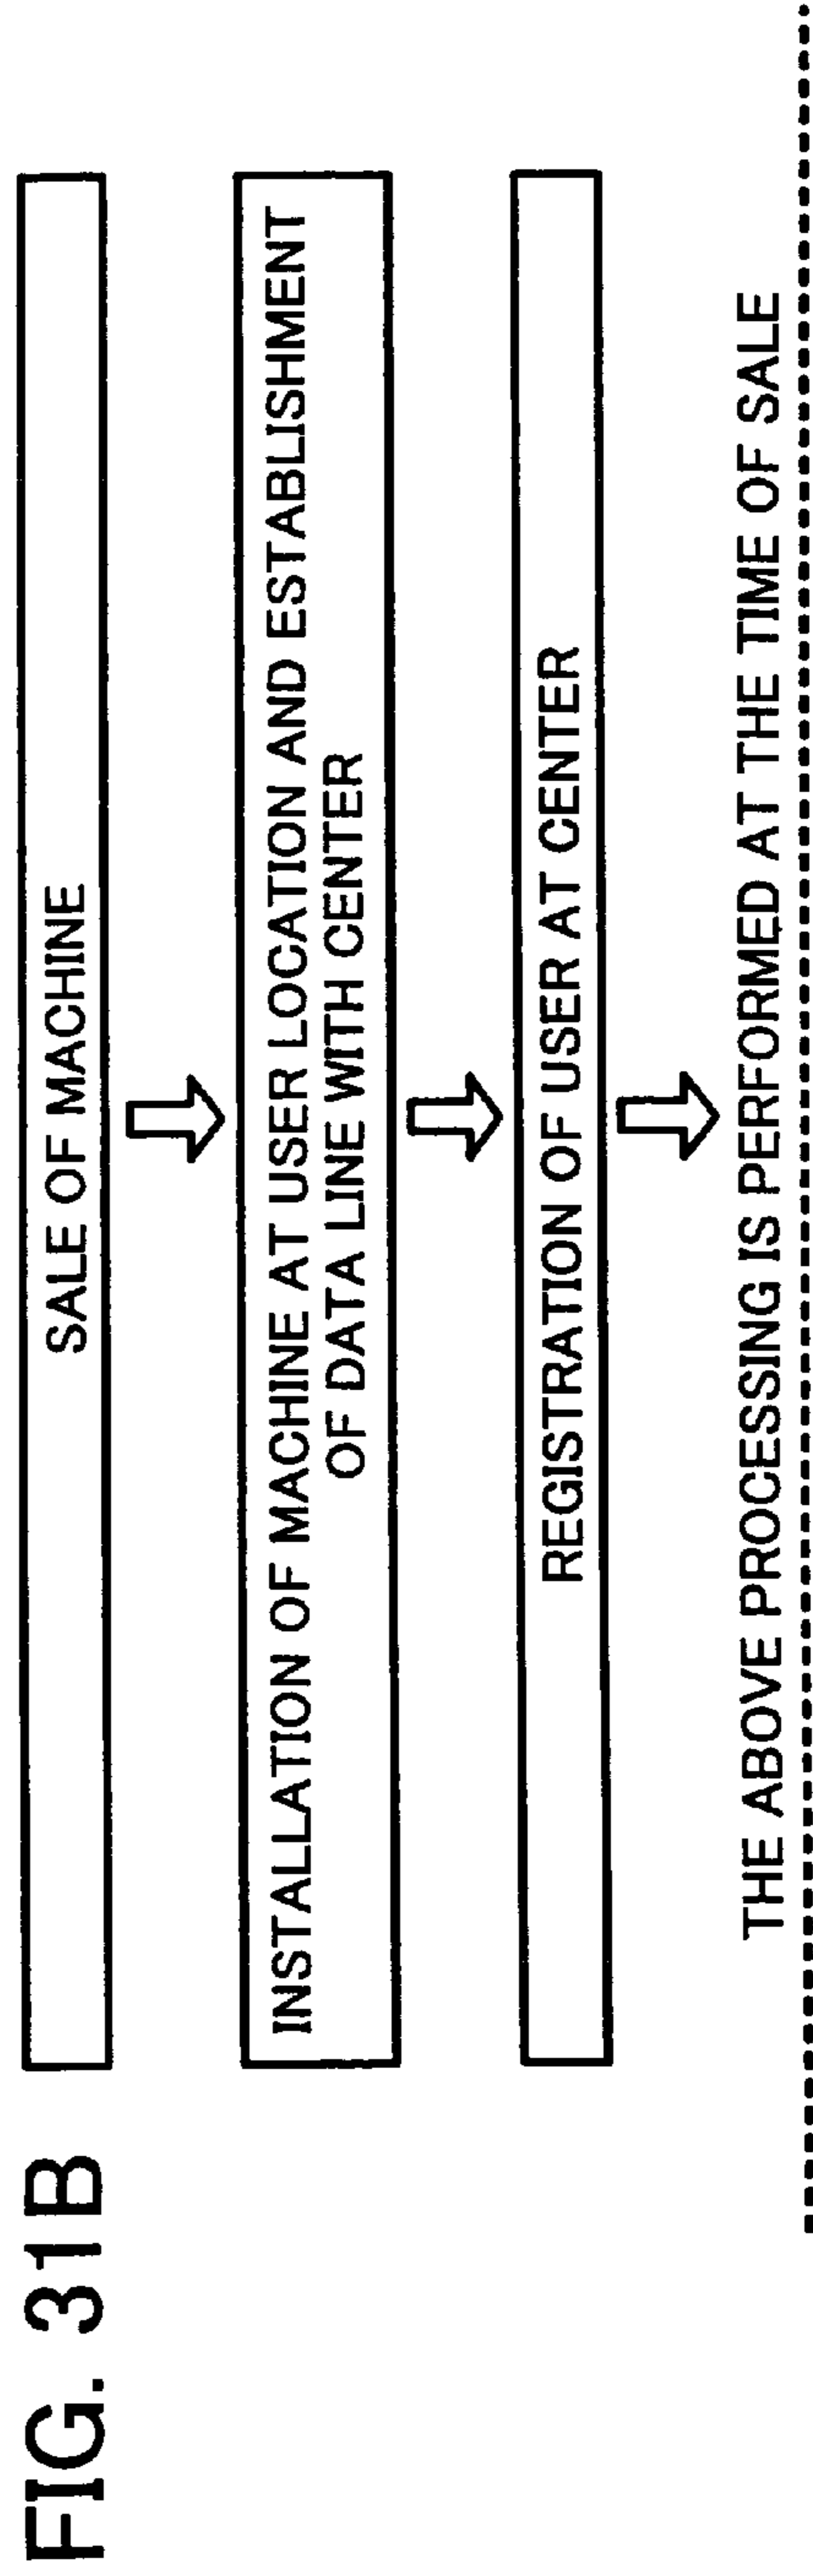 FIG. 31B
SALE OF MACHINE
INSTALLATION OF MACHINE AT USER LOCATION AND ESTABLISHMENT
OF DATA LINE WITH CENTER
REGISTRATION OF USER AT CENTER
THE ABOVE PROCESSING IS PERFORMED AT THE TIME OF SALE